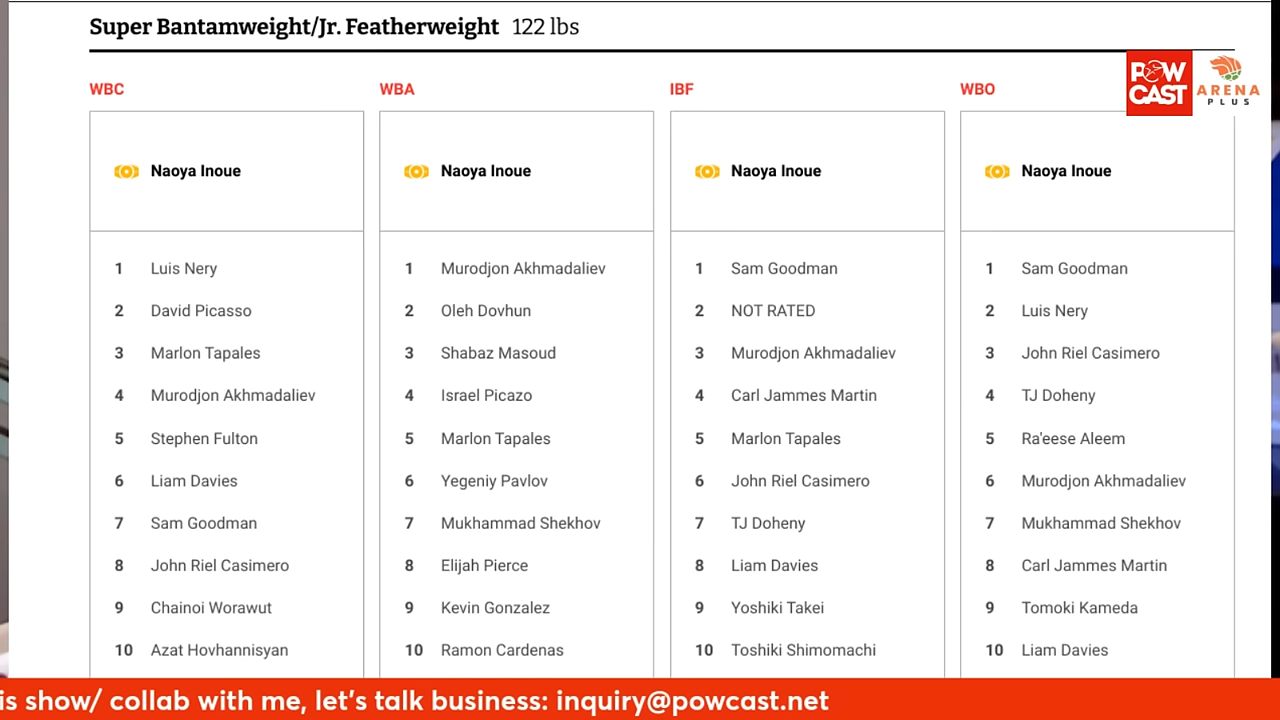 Super Bantamweight/Jr. Featherweight 122 lbs
POW
CAST
ARENA
PLUS
WBC
Naoya Inoue
1 Luis Nery
2 David Picasso
3 Marlon Tapales
4 Murodjon Akhmadaliev
5 Stephen Fulton
6 Liam Davies
7 Sam Goodman
8 John Riel Casimero
9 Chainoi Worawut
10 Azat Hovhannisyan
WBA
Naoya Inoue
1 Murodjon Akhmadaliev
2 Oleh Dovhun
3 Shabaz Masoud
4 Israel Picazo
5 Marlon Tapales
6 Yegeniy Pavlov
7 Mukhammad Shekhov
8 Elijah Pierce
9 Kevin Gonzalez
10 Ramon Cardenas
IBF
Naoya Inoue
1 Sam Goodman
2 NOT RATED
3 Murodjon Akhmadaliev
4 Carl Jammes Martin
5 Marlon Tapales
6 John Riel Casimero
7 TJ Doheny
8 Liam Davies
9 Yoshiki Takei
10 Toshiki Shimomachi
WBO
Naoya Inoue
1 Sam Goodman
2 Luis Nery
3 John Riel Casimero
4 TJ Doheny
5 Ra'eese Aleem
6 Murodjon Akhmadaliev
7 Mukhammad Shekhov
8 Carl Jammes Martin
9 Tomoki Kameda
10 Liam Davies
is show/ collab with me, let's talk business: inquiry@powcast.net